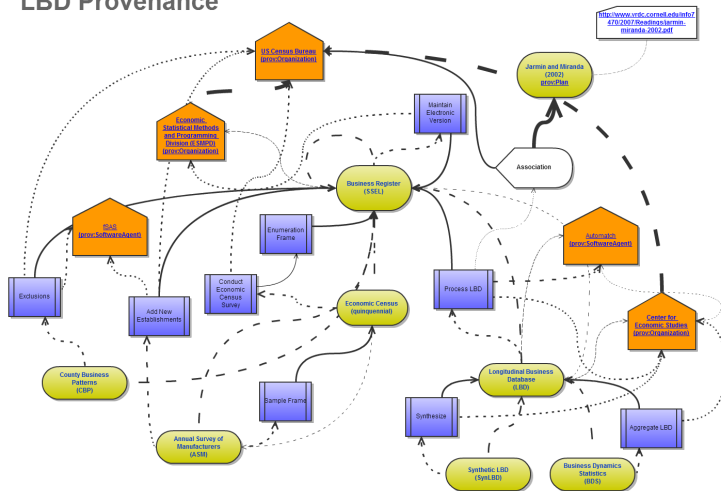 LBD Provenance
http://www.vrdc.cornell.edu/info7
470/2007/Readings/jarmin-
miranda-2002.pdf
US Census Bureau
(prov:Organization)
Jarmin and Miranda
(2002)
prov:Plan
Maintain
Electronic
Version
Economic
Statistical Methods
and Programming
Division (ESMPD)
(prov:Organization)
Association
Business Register
(SSEL)
fSAS
(prov:SoftwareAgent)
Enumeration
Frame
Automatch
(prov:SoftwareAgent)
Exclusions
Add New
Establishments
Conduct
Economic
Census
Survey
Process LBD
Economic Census
(quinquennial)
Center for
Economic Studies
(prov:Organization)
County Business
Patterns
(CBP)
Longitudinal Business
Database
(LBD)
Sample Frame
Synthesize
Aggregate LBD
Annual Survey of
Manufacturers
(ASM)
Synthetic LBD
(SynLBD)
Business Dynamics
Statistics
(BDS)